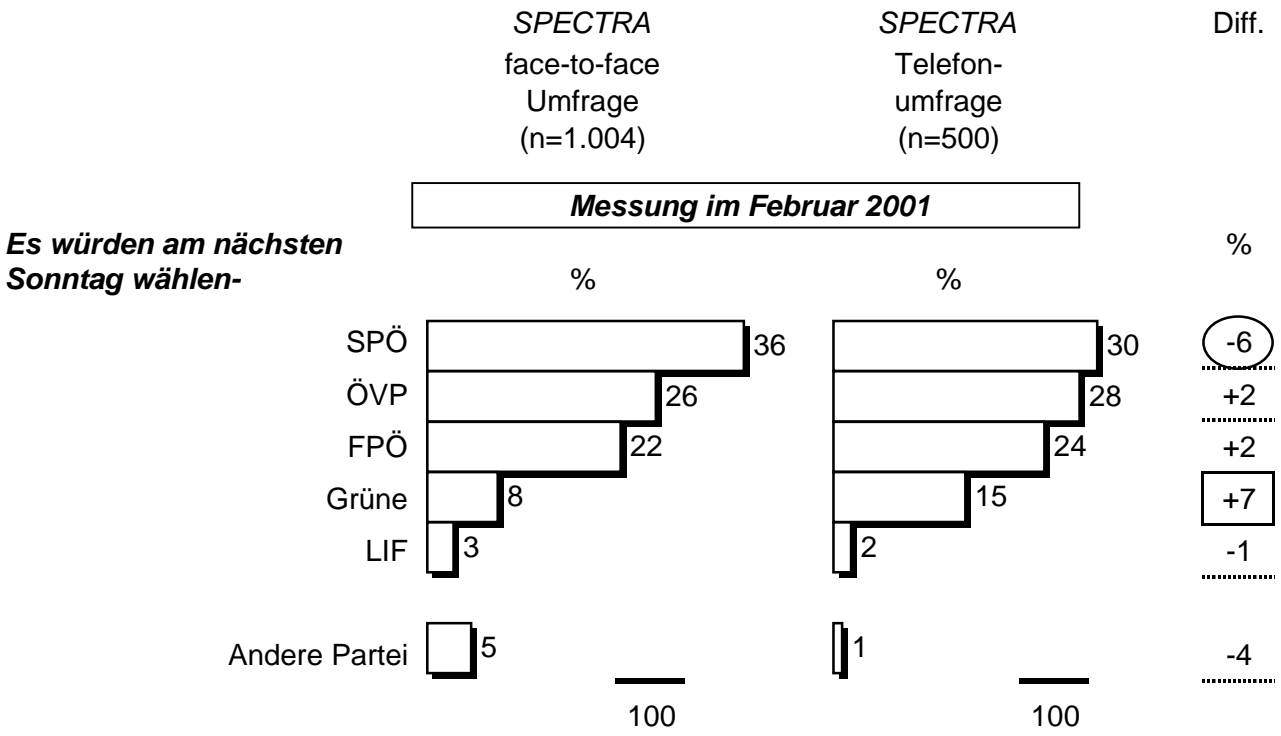 SPECTRA SPECTRA Diff.
face-to-face Telefon-
Umfrage umfrage
(n=1.004) (n=500)
Messung im Februar 2001
Es würden am nächsten %
Sonntag wählen- % %
SPÖ 36 30 -6
ÖVP 26 28 +2
FPÖ 22 24 +2
Grüne 8 15 +7
LIF 3 2 -1
Andere Partei 5 1 -4
100 100